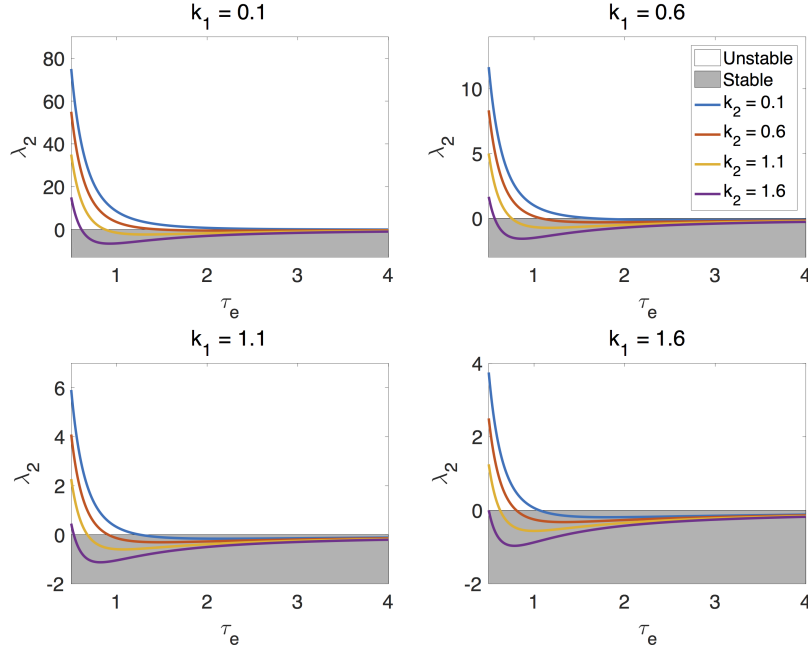 k₁ = 0.1
80
60
40
20
0
λ₂
1
2
3
4
τₑ
k₁ = 0.6
10
5
0
λ₂
1
2
3
4
τₑ
Unstable
Stable
k₂ = 0.1
k₂ = 0.6
k₂ = 1.1
k₂ = 1.6
k₁ = 1.1
6
4
2
0
-2
λ₂
1
2
3
4
τₑ
k₁ = 1.6
4
2
0
-2
λ₂
1
2
3
4
τₑ